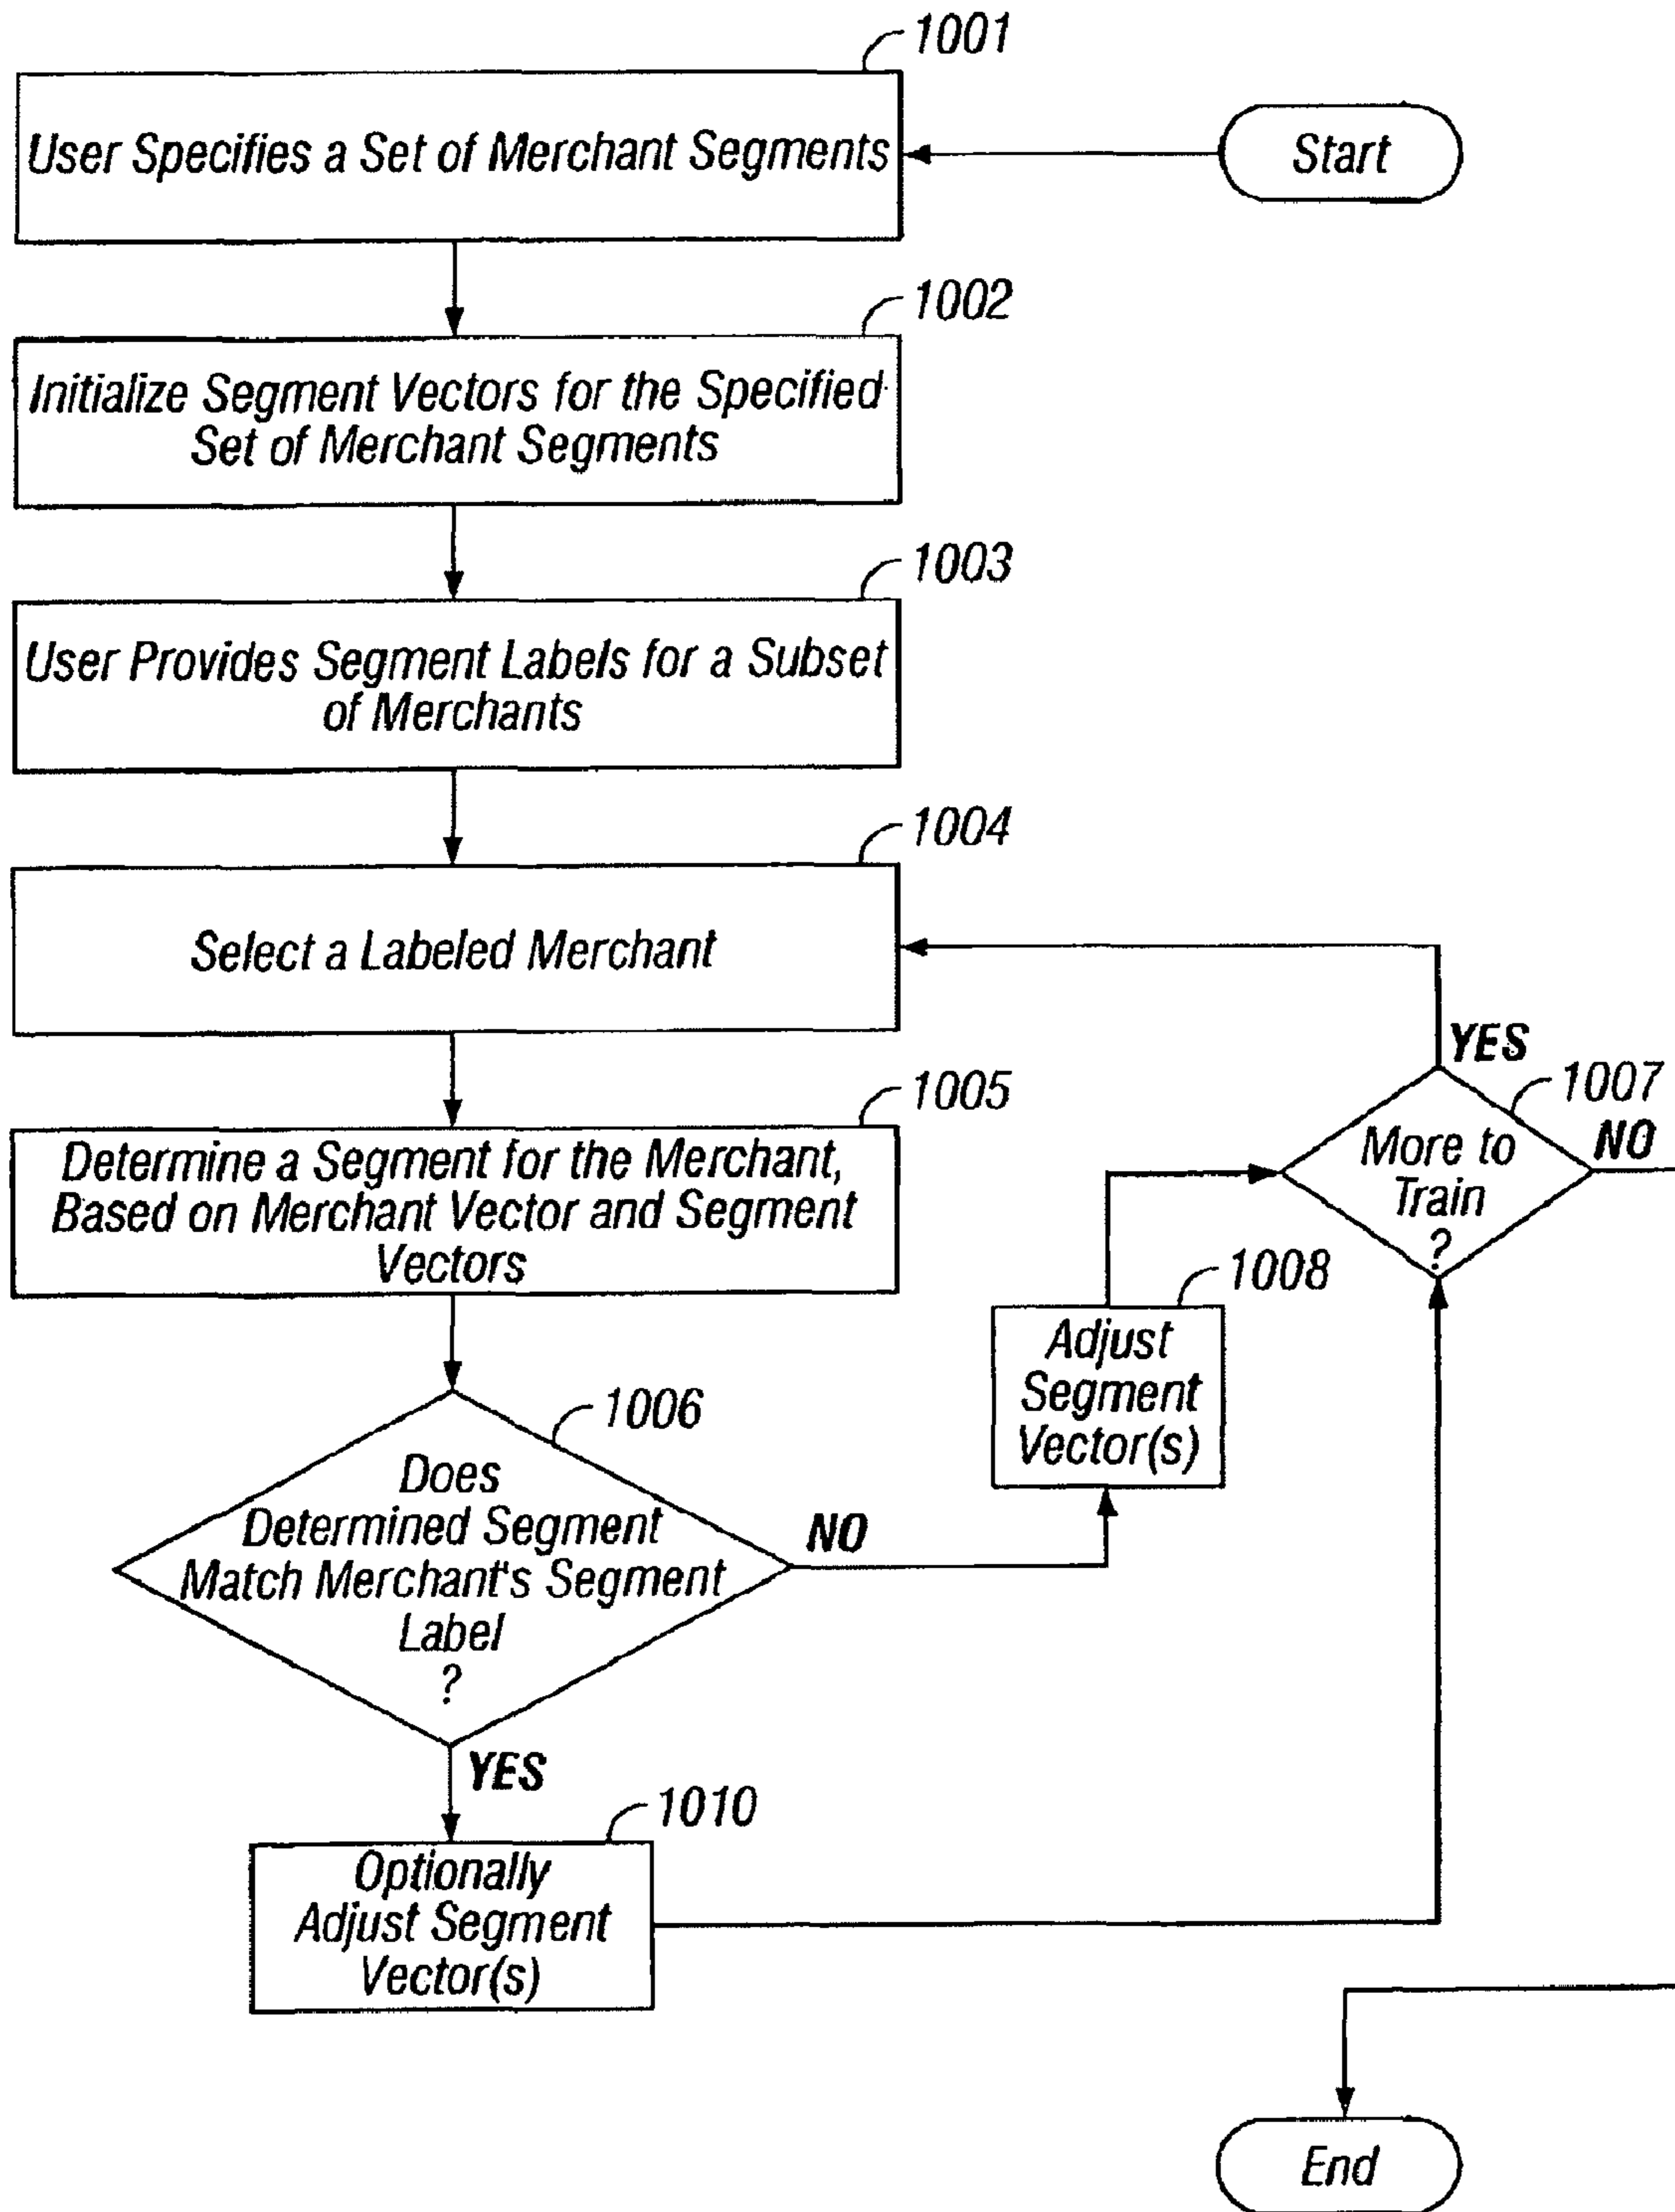 1001
User Specifies a Set of Merchant Segments
Start
1002
Initialize Segment Vectors for the Specified
Set of Merchant Segments
1003
User Provides Segment Labels for a Subset
of Merchants
1004
Select a Labeled Merchant
1005
Determine a Segment for the Merchant,
Based on Merchant Vector and Segment
Vectors
1006
Does
Determined Segment
Match Merchant's Segment
Label
?
NO
YES
1008
Adjust
Segment
Vector(s)
1007
More to
Train
?
YES
NO
1010
Optionally
Adjust Segment
Vector(s)
End